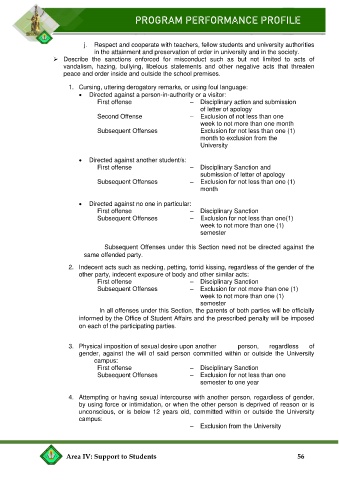 PROGRAM PERFORMANCE PROFILE
j. Respect and cooperate with teachers, fellow students and university authorities
in the attainment and preservation of order in university and in the society.
➢ Describe the sanctions enforced for misconduct such as but not limited to acts of
vandalism, hazing, bullying, libelous statements and other negative acts that threaten
peace and order inside and outside the school premises.
1. Cursing, uttering derogatory remarks, or using foul language:
• Directed against a person-in-authority or a visitor:
First offense – Disciplinary action and submission
of letter of apology
Second Offense – Exclusion of not less than one
week to not more than one month
Subsequent Offenses Exclusion for not less than one (1)
month to exclusion from the
University
• Directed against another student/s:
First offense – Disciplinary Sanction and
submission of letter of apology
Subsequent Offenses – Exclusion for not less than one (1)
month
• Directed against no one in particular:
First offense – Disciplinary Sanction
Subsequent Offenses – Exclusion for not less than one(1)
week to not more than one (1)
semester
Subsequent Offenses under this Section need not be directed against the
same offended party.
2. Indecent acts such as necking, petting, torrid kissing, regardless of the gender of the
other party, indecent exposure of body and other similar acts:
First offense – Disciplinary Sanction
Subsequent Offenses – Exclusion for not more than one (1)
week to not more than one (1)
semester
In all offenses under this Section, the parents of both parties will be officially
informed by the Office of Student Affairs and the prescribed penalty will be imposed
on each of the participating parties.
3. Physical imposition of sexual desire upon another person, regardless of
gender, against the will of said person committed within or outside the University
campus:
First offense – Disciplinary Sanction
Subsequent Offenses – Exclusion for not less than one
semester to one year
4. Attempting or having sexual intercourse with another person, regardless of gender,
by using force or intimidation, or when the other person is deprived of reason or is
unconscious, or is below 12 years old, committed within or outside the University
campus:
– Exclusion from the University
Area IV: Support to Students 56